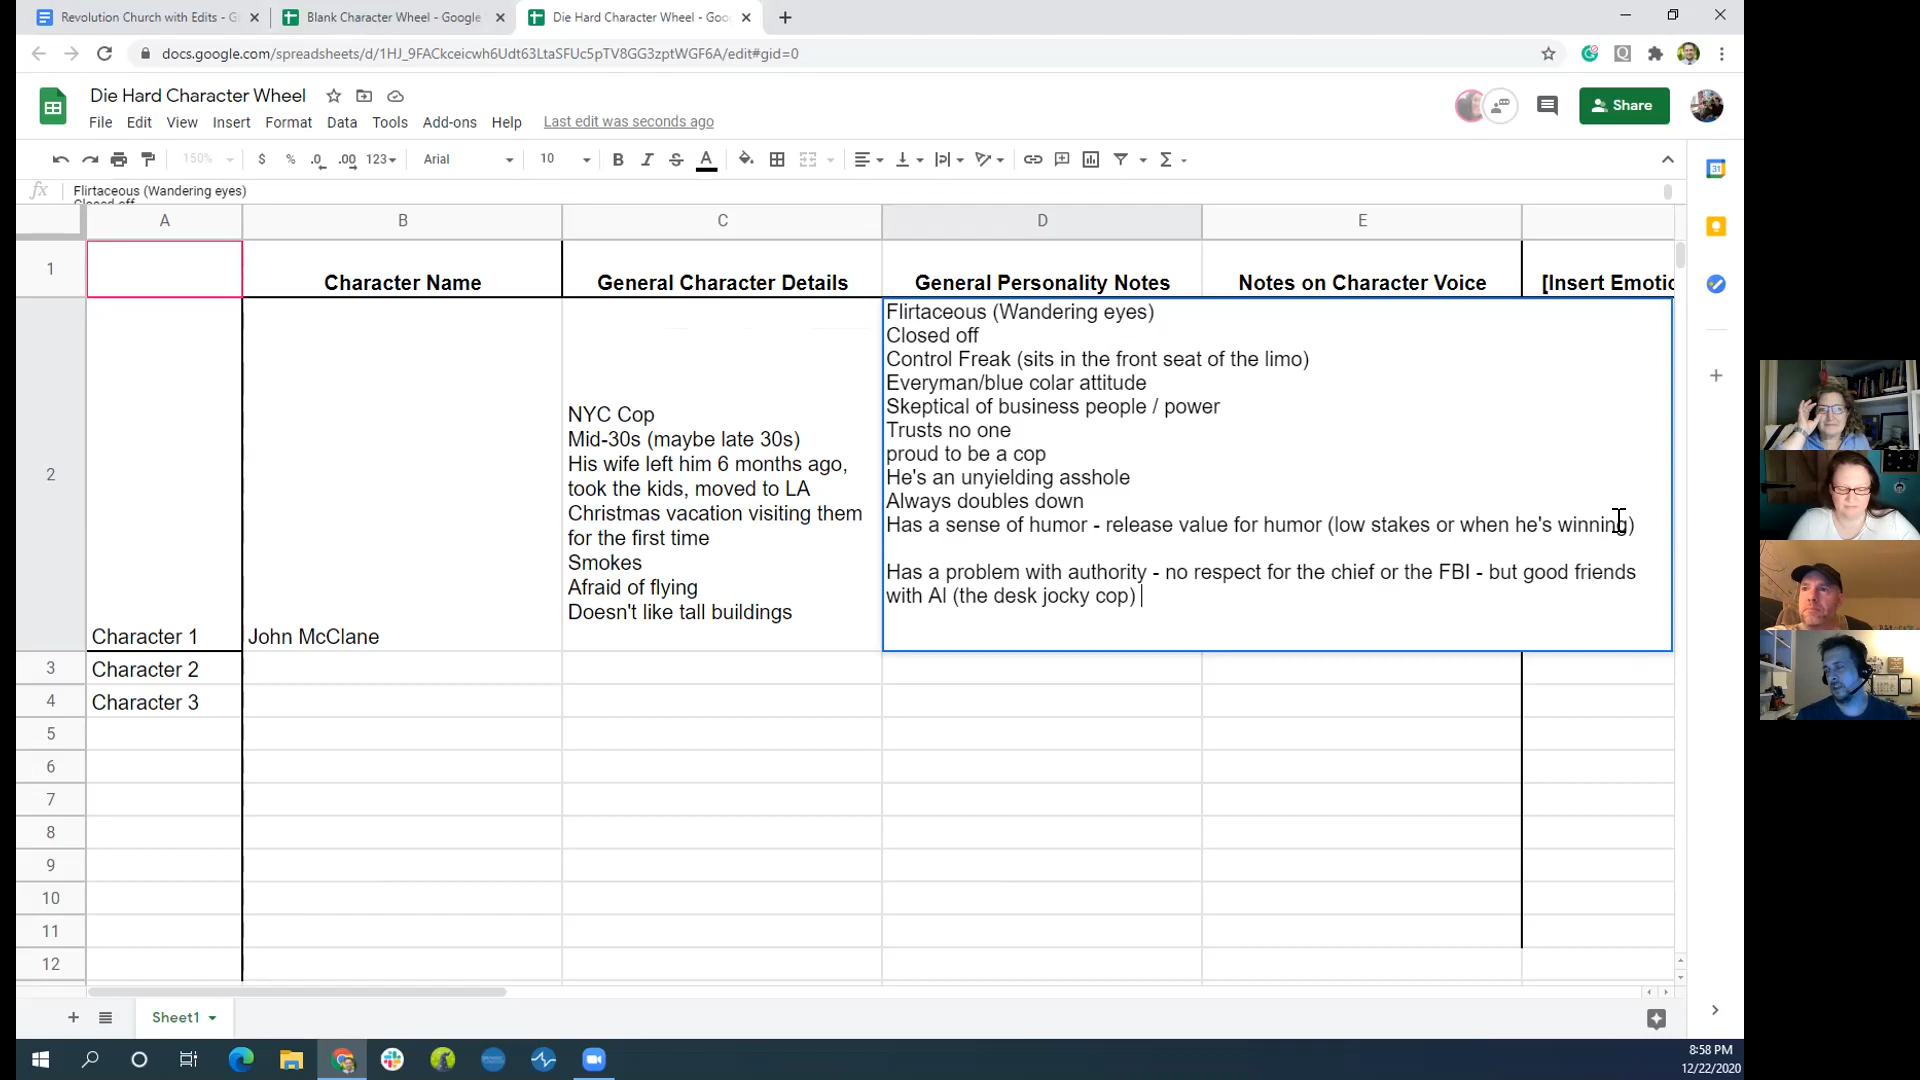 Revolution Church with Edits - G
Blank Character Wheel - Google
Die Hard Character Wheel - Goo
docs.google.com/spreadsheets/d/1HJ_9FACkceicwh6Udt63LtaSFUc5pTV8GG3zptWGF6A/edit#gid=0
Die Hard Character Wheel
File Edit View Insert Format Data Tools Add-ons Help Last edit was seconds ago
Share
150% $ % .0 .00 123 Arial 10 B I S A
fx Flirtaceous (Wandering eyes)
Closed off
A B C D E
1 Character Name General Character Details General Personality Notes Notes on Character Voice [Insert Emotio
Flirtaceous (Wandering eyes)
Closed off
Control Freak (sits in the front seat of the limo)
Everyman/blue colar attitude
Skeptical of business people / power
Trusts no one
proud to be a cop
He's an unyielding asshole
Always doubles down
Has a sense of humor - release value for humor (low stakes or when he's winning)
Has a problem with authority - no respect for the chief or the FBI - but good friends
with Al (the desk jocky cop)
NYC Cop
Mid-30s (maybe late 30s)
His wife left him 6 months ago,
took the kids, moved to LA
Christmas vacation visiting them
for the first time
Smokes
Afraid of flying
Doesn't like tall buildings
2 Character 1 John McClane
3 Character 2
4 Character 3
5
6
7
8
9
10
11
12
Sheet1
31
8:58 PM
12/22/2020